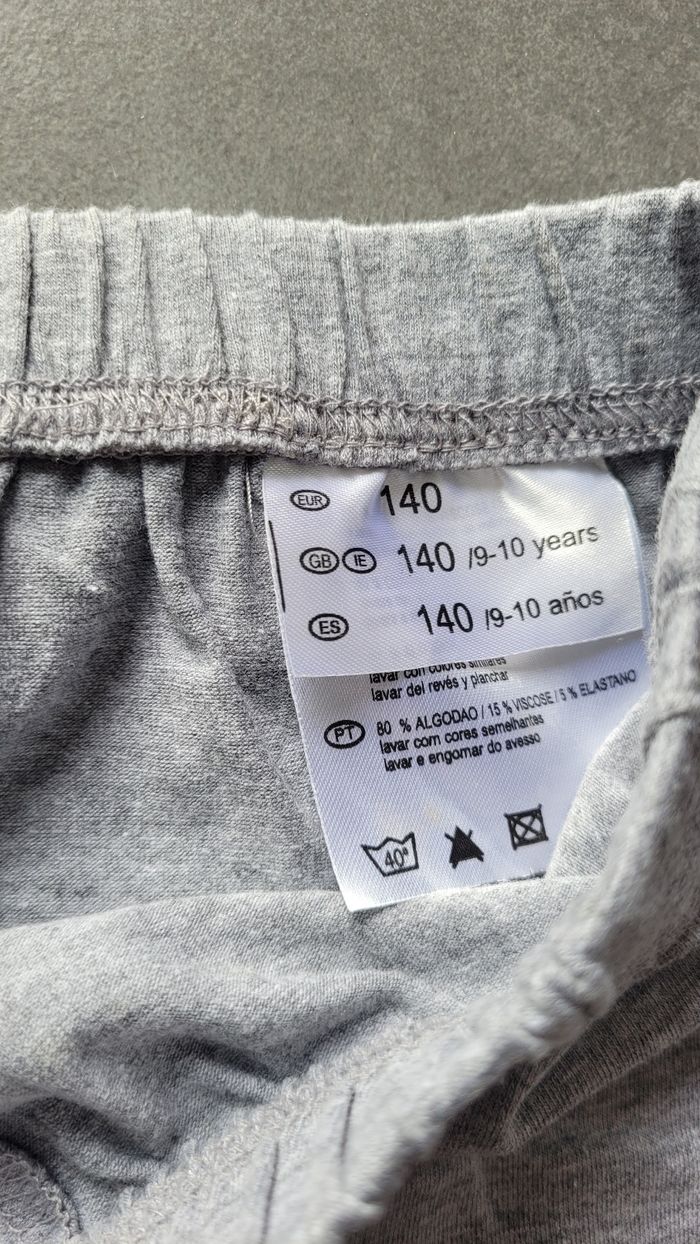 EUR 140
GB IE 140 /9-10 years
ES 140 /9-10 años
lavar con colores similares
lavar del revés y planchar
PT 80 % ALGODAO / 15 % VISCOSE / 5 % ELASTANO
lavar com cores semelhantes
lavar e engomar do avesso
40°